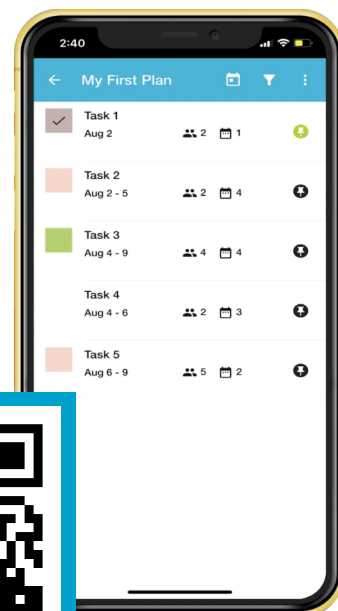 2:40
My First Plan
Task 1
Aug 2 2 1
Task 2
Aug 2 - 5 2 4
Task 3
Aug 4 - 9 4 4
Task 4
Aug 4 - 6 2 3
Task 5
Aug 6 - 9 5 2